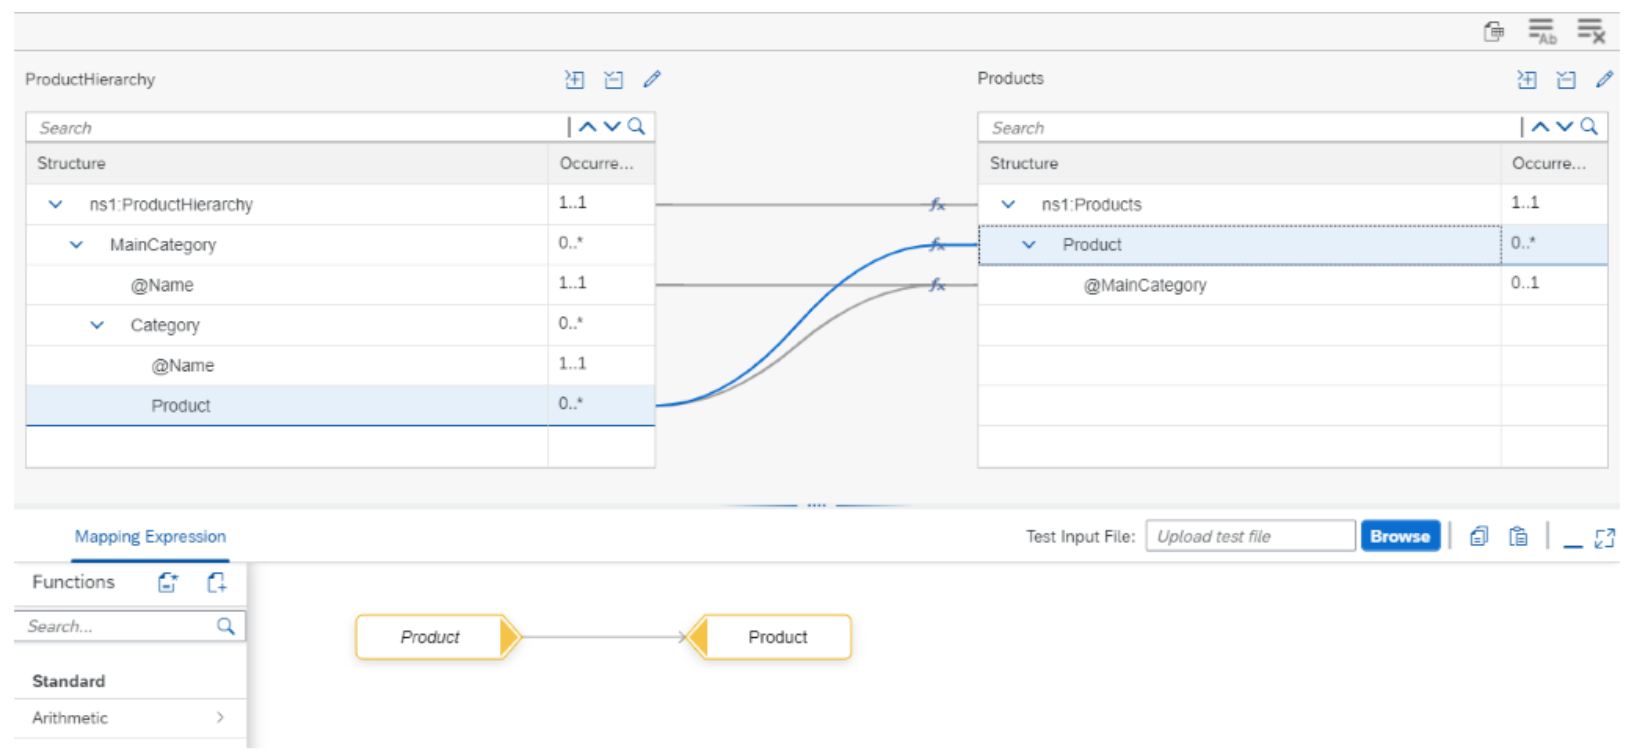 ProductHierarchy
Products
Search
Search
Structure Occurre...
Structure Occurre...
ns1:ProductHierarchy 1..1
ns1:Products 1..1
MainCategory 0..*
Product 0..*
@Name 1..1
@MainCategory 0..1
Category 0..*
@Name 1..1
Product 0..*
Mapping Expression
Test Input File: Upload test file Browse
Functions
Search...
Product
Product
Standard
Arithmetic